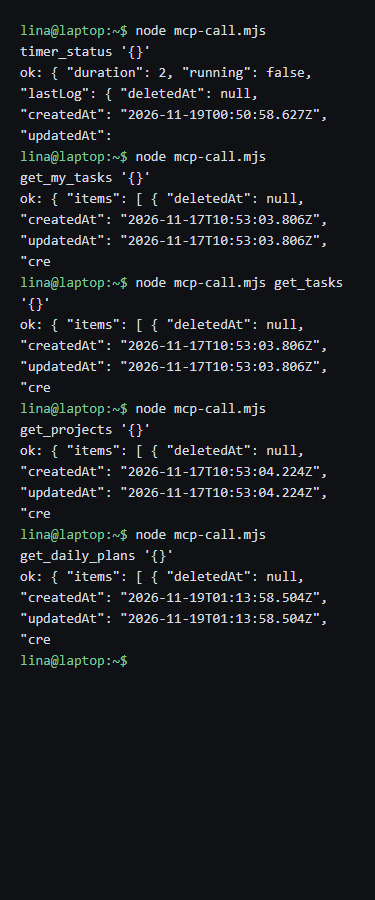 lina@laptop:~$ node mcp-call.mjs
timer_status '{}'
ok: { "duration": 2, "running": false,
"lastLog": { "deletedAt": null,
"createdAt": "2026-11-19T00:50:58.627Z",
"updatedAt":
lina@laptop:~$ node mcp-call.mjs
get_my_tasks '{}'
ok: { "items": [ { "deletedAt": null,
"createdAt": "2026-11-17T10:53:03.806Z",
"updatedAt": "2026-11-17T10:53:03.806Z",
"cre
lina@laptop:~$ node mcp-call.mjs get_tasks
'{}'
ok: { "items": [ { "deletedAt": null,
"createdAt": "2026-11-17T10:53:03.806Z",
"updatedAt": "2026-11-17T10:53:03.806Z",
"cre
lina@laptop:~$ node mcp-call.mjs
get_projects '{}'
ok: { "items": [ { "deletedAt": null,
"createdAt": "2026-11-17T10:53:04.224Z",
"updatedAt": "2026-11-17T10:53:04.224Z",
"cre
lina@laptop:~$ node mcp-call.mjs
get_daily_plans '{}'
ok: { "items": [ { "deletedAt": null,
"createdAt": "2026-11-19T01:13:58.504Z",
"updatedAt": "2026-11-19T01:13:58.504Z",
"cre
lina@laptop:~$